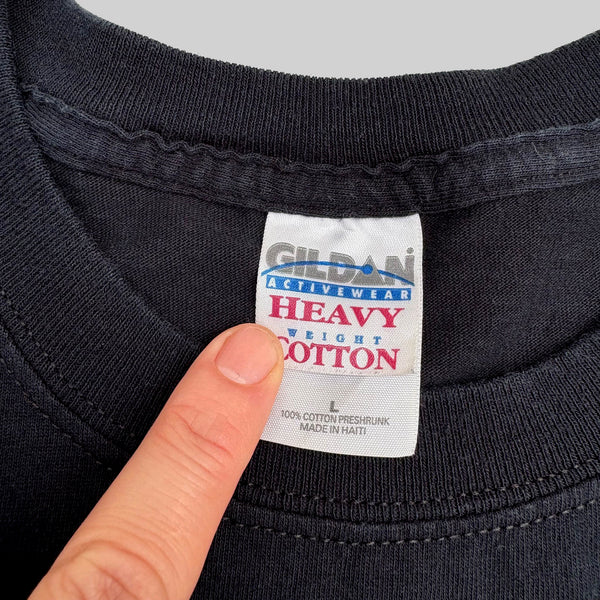 GILDAN
ACTIVEWEAR
HEAVY
WEIGHT
COTTON
L
100% COTTON PRESHRUNK
MADE IN HAITI